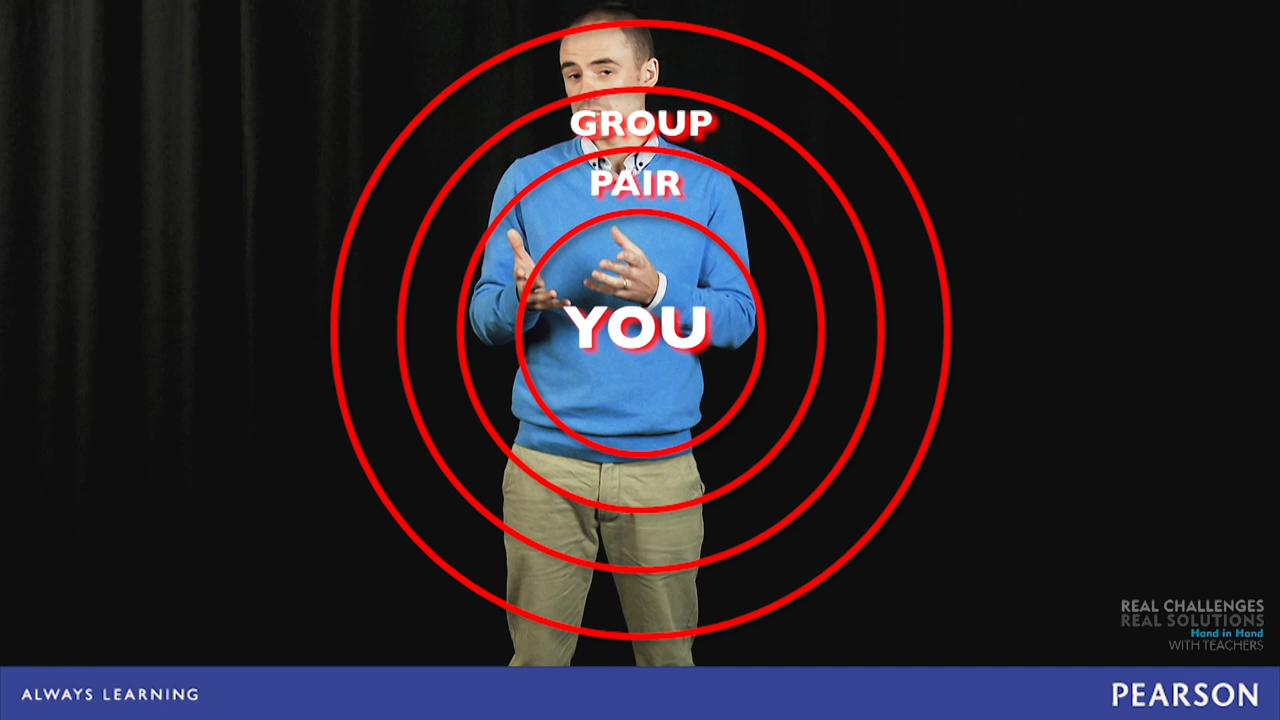 GROUP
PAIR
YOU
REAL CHALLENGES
REAL SOLUTIONS
Hand in Hand
WITH TEACHERS
ALWAYS LEARNING
PEARSON